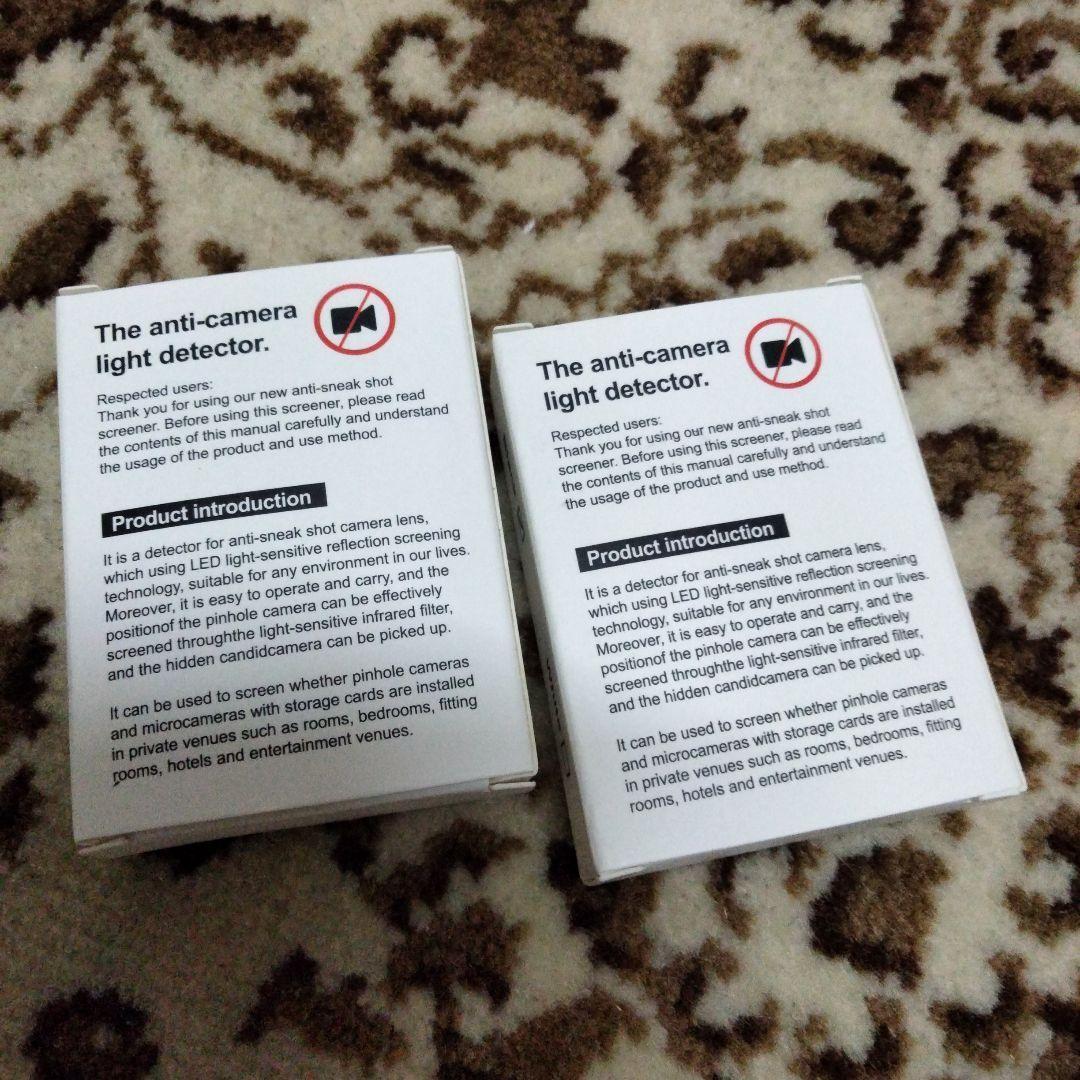 The anti-camera
light detector.
Respected users:
Thank you for using our new anti-sneak shot
screener. Before using this screener, please read
the contents of this manual carefully and understand
the usage of the product and use method.
Product introduction
It is a detector for anti-sneak shot camera lens,
which using LED light-sensitive reflection screening
technology, suitable for any environment in our lives.
Moreover, it is easy to operate and carry, and the
positionof the pinhole camera can be effectively
screened throughthe light-sensitive infrared filter,
and the hidden candidcamera can be picked up.
It can be used to screen whether pinhole cameras
and microcameras with storage cards are installed
in private venues such as rooms, bedrooms, fitting
rooms, hotels and entertainment venues.
The anti-camera
light detector.
Respected users:
Thank you for using our new anti-sneak shot
screener. Before using this screener, please read
the contents of this manual carefully and understand
the usage of the product and use method.
Product introduction
It is a detector for anti-sneak shot camera lens,
which using LED light-sensitive reflection screening
technology, suitable for any environment in our lives.
Moreover, it is easy to operate and carry, and the
positionof the pinhole camera can be effectively
screened throughthe light-sensitive infrared filter,
and the hidden candidcamera can be picked up.
It can be used to screen whether pinhole cameras
and microcameras with storage cards are installed
in private venues such as rooms, bedrooms, fitting
rooms, hotels and entertainment venues.